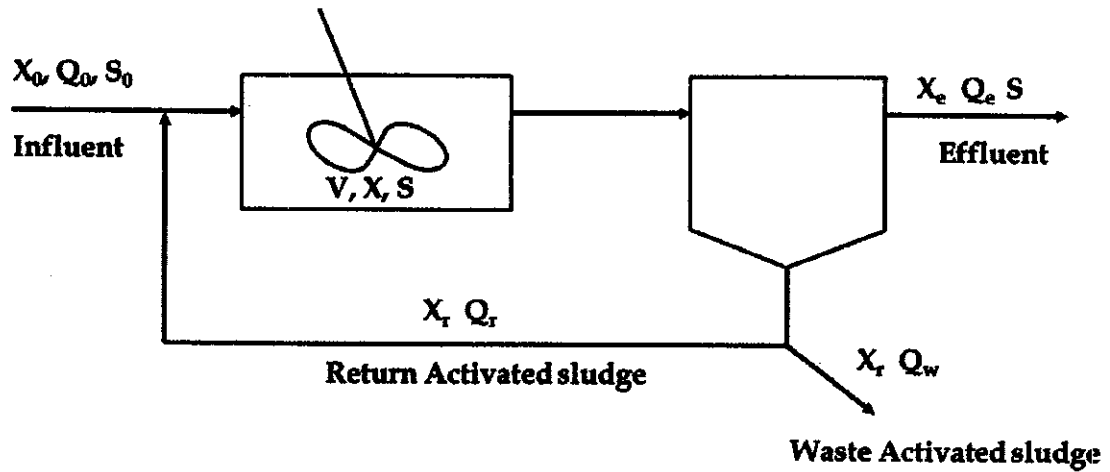 X₀, Q₀, S₀
Influent
V, X, S
Xₑ Qₑ S
Effluent
Xᵣ Qᵣ
Return Activated sludge
Xᵣ Q_w
Waste Activated sludge